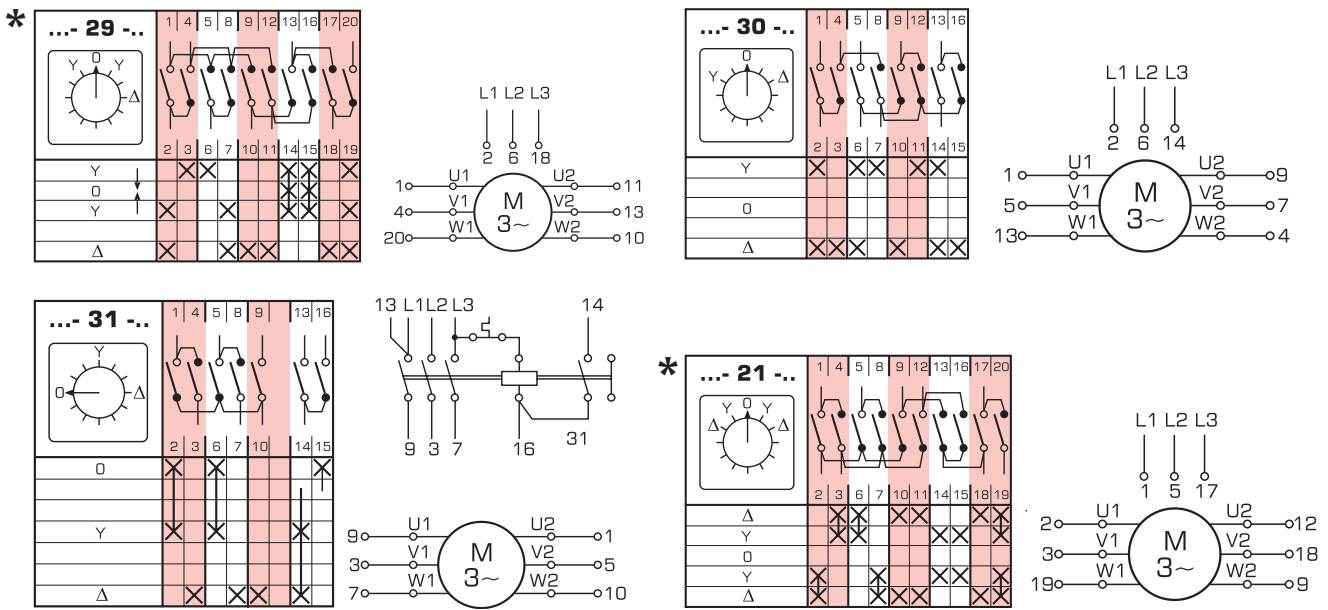 *
...- 29 -..
1 4 5 8 9 12 13 16 17 20
O
Y Y
Δ
2 3 6 7 10 11 14 15 18 19
Y
O
Y
Δ
L1 L2 L3
2 6 18
1 U1 U2 11
4 V1 V2 13
20 W1 W2 10
M
3~
...- 30 -..
1 4 5 8 9 12 13 16
O
Y Δ
2 3 6 7 10 11 14 15
Y
O
Δ
L1 L2 L3
2 6 14
1 U1 U2 9
5 V1 V2 7
13 W1 W2 4
M
3~
...- 31 -..
1 4 5 8 9 13 16
Y
O Δ
2 3 6 7 10 14 15
O
Y
Δ
13 L1 L2 L3 14
9 3 7 16 31
9 U1 U2 1
3 V1 V2 5
7 W1 W2 10
M
3~
*
...- 21 -..
1 4 5 8 9 12 13 16 17 20
O
Y Y
Δ Δ
2 3 6 7 10 11 14 15 18 19
Δ
Y
O
Y
Δ
L1 L2 L3
1 5 17
2 U1 U2 12
3 V1 V2 18
19 W1 W2 9
M
3~